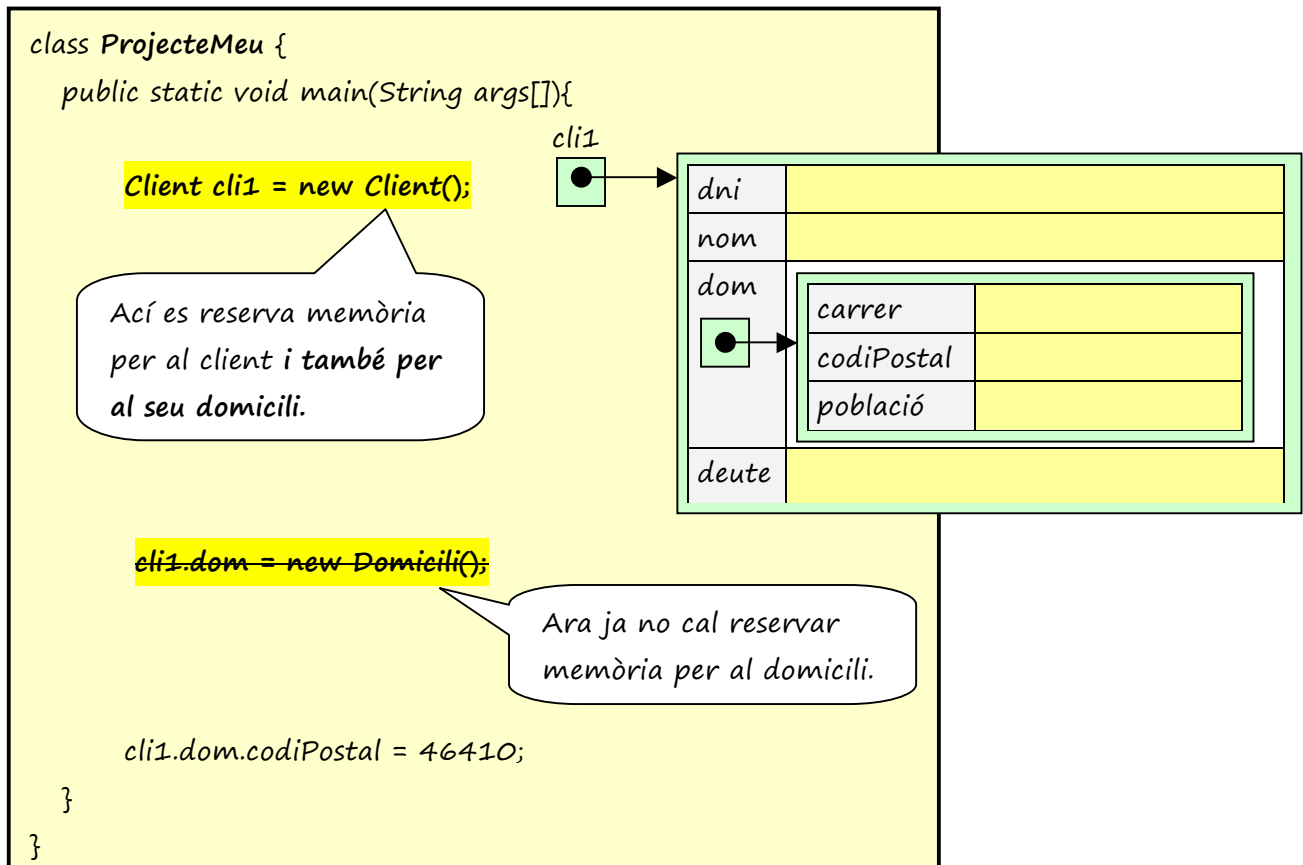 class ProjecteMeu {
public static void main(String args[]){
cli1
Client cli1 = new Client();
dni
nom
dom
carrer
codiPostal
població
deute
Ací es reserva memòria
per al client i també per
al seu domicili.
cli1.dom = new Domicili();
Ara ja no cal reservar
memòria per al domicili.
cli1.dom.codiPostal = 46410;
}
}